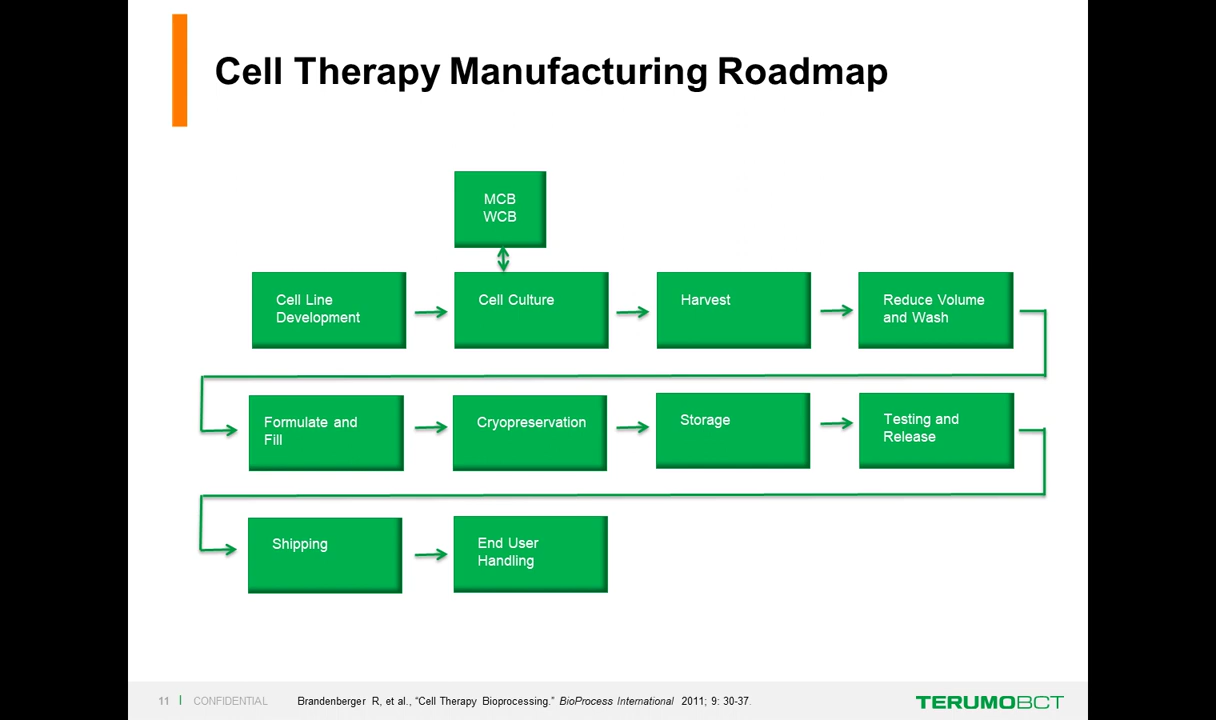 Cell Therapy Manufacturing Roadmap
MCB
WCB
Cell Line
Development
Cell Culture
Harvest
Reduce Volume
and Wash
Formulate and
Fill
Cryopreservation
Storage
Testing and
Release
Shipping
End User
Handling
11 | CONFIDENTIAL
Brandenberger R, et al., “Cell Therapy Bioprocessing.” BioProcess International 2011; 9: 30-37.
TERUMOBCT